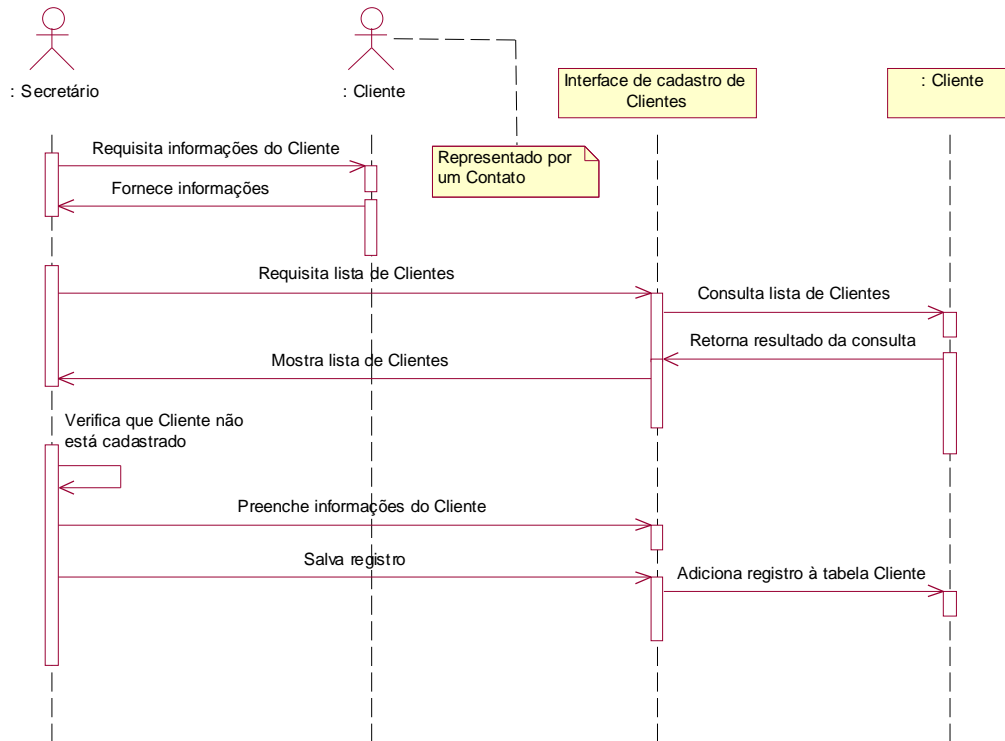 : Secretário
: Cliente
Interface de cadastro de
Clientes
: Cliente
Requisita informações do Cliente
Representado por
um Contato
Fornece informações
Requisita lista de Clientes
Consulta lista de Clientes
Retorna resultado da consulta
Mostra lista de Clientes
Verifica que Cliente não
está cadastrado
Preenche informações do Cliente
Salva registro
Adiciona registro à tabela Cliente